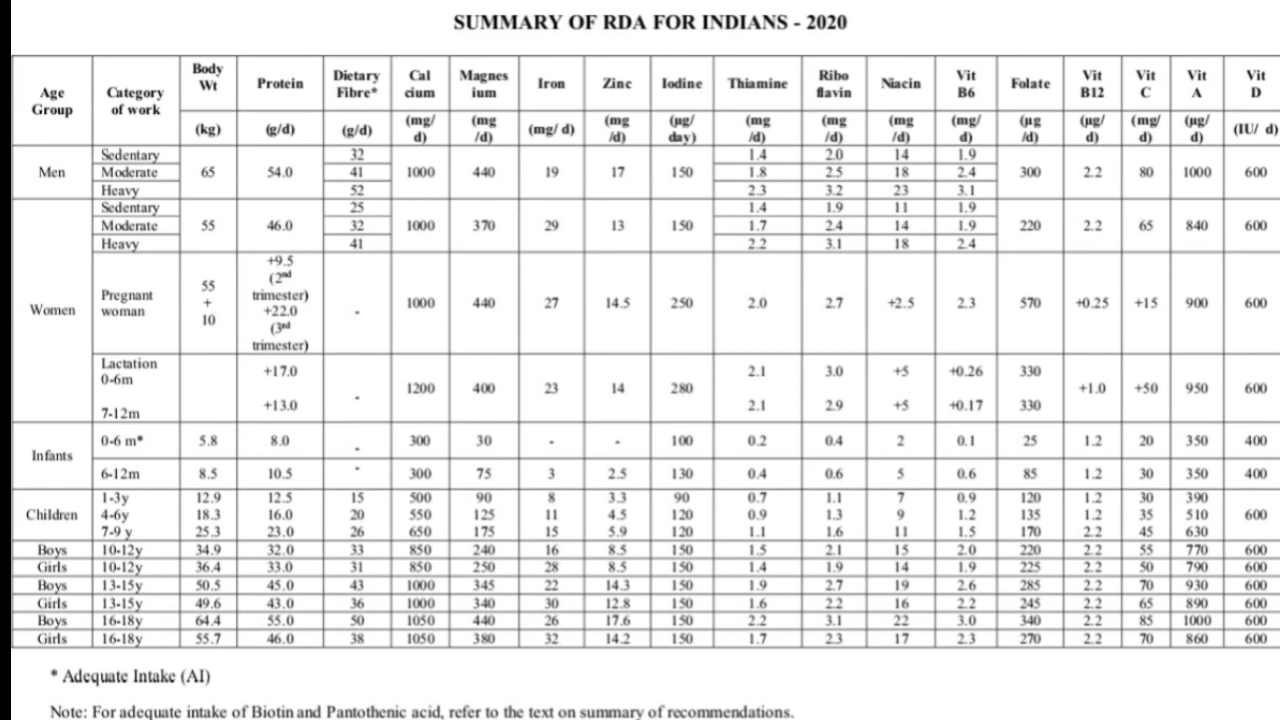 SUMMARY OF RDA FOR INDIANS - 2020
Age Group | Category of work | Body Wt | Protein | Dietary Fibre* | Cal cium | Magnes ium | Iron | Zinc | Iodine | Thiamine | Ribo flavin | Niacin | Vit B6 | Folate | Vit B12 | Vit C | Vit A | Vit D
(kg) | (g/d) | (g/d) | (mg/ d) | (mg /d) | (mg/ d) | (mg /d) | (µg/ day) | (mg /d) | (mg /d) | (mg /d) | (mg/ d) | (µg /d) | (µg/ d) | (mg/ d) | (µg/ d) | (IU/ d)
Men | Sedentary | 65 | 54.0 | 32 | 1000 | 440 | 19 | 17 | 150 | 1.4 | 2.0 | 14 | 1.9 | 300 | 2.2 | 80 | 1000 | 600
Moderate | 41 | 1.8 | 2.5 | 18 | 2.4
Heavy | 52 | 2.3 | 3.2 | 23 | 3.1
Women | Sedentary | 55 | 46.0 | 25 | 1000 | 370 | 29 | 13 | 150 | 1.4 | 1.9 | 11 | 1.9 | 220 | 2.2 | 65 | 840 | 600
Moderate | 32 | 1.7 | 2.4 | 14 | 1.9
Heavy | 41 | 2.2 | 3.1 | 18 | 2.4
Pregnant woman | 55 + 10 | +9.5 (2nd trimester) +22.0 (3rd trimester) | - | 1000 | 440 | 27 | 14.5 | 250 | 2.0 | 2.7 | +2.5 | 2.3 | 570 | +0.25 | +15 | 900 | 600
Lactation 0-6m | +17.0 | - | 1200 | 400 | 23 | 14 | 280 | 2.1 | 3.0 | +5 | +0.26 | 330 | +1.0 | +50 | 950 | 600
7-12m | +13.0 | 2.1 | 2.9 | +5 | +0.17 | 330
Infants | 0-6 m* | 5.8 | 8.0 | - | 300 | 30 | - | - | 100 | 0.2 | 0.4 | 2 | 0.1 | 25 | 1.2 | 20 | 350 | 400
6-12m | 8.5 | 10.5 | - | 300 | 75 | 3 | 2.5 | 130 | 0.4 | 0.6 | 5 | 0.6 | 85 | 1.2 | 30 | 350 | 400
Children | 1-3y | 12.9 | 12.5 | 15 | 500 | 90 | 8 | 3.3 | 90 | 0.7 | 1.1 | 7 | 0.9 | 120 | 1.2 | 30 | 390 | 600
4-6y | 18.3 | 16.0 | 20 | 550 | 125 | 11 | 4.5 | 120 | 0.9 | 1.3 | 9 | 1.2 | 135 | 1.2 | 35 | 510
7-9 y | 25.3 | 23.0 | 26 | 650 | 175 | 15 | 5.9 | 120 | 1.1 | 1.6 | 11 | 1.5 | 170 | 2.2 | 45 | 630
Boys | 10-12y | 34.9 | 32.0 | 33 | 850 | 240 | 16 | 8.5 | 150 | 1.5 | 2.1 | 15 | 2.0 | 220 | 2.2 | 55 | 770 | 600
Girls | 10-12y | 36.4 | 33.0 | 31 | 850 | 250 | 28 | 8.5 | 150 | 1.4 | 1.9 | 14 | 1.9 | 225 | 2.2 | 50 | 790 | 600
Boys | 13-15y | 50.5 | 45.0 | 43 | 1000 | 345 | 22 | 14.3 | 150 | 1.9 | 2.7 | 19 | 2.6 | 285 | 2.2 | 70 | 930 | 600
Girls | 13-15y | 49.6 | 43.0 | 36 | 1000 | 340 | 30 | 12.8 | 150 | 1.6 | 2.2 | 16 | 2.2 | 245 | 2.2 | 65 | 890 | 600
Boys | 16-18y | 64.4 | 55.0 | 50 | 1050 | 440 | 26 | 17.6 | 150 | 2.2 | 3.1 | 22 | 3.0 | 340 | 2.2 | 85 | 1000 | 600
Girls | 16-18y | 55.7 | 46.0 | 38 | 1050 | 380 | 32 | 14.2 | 150 | 1.7 | 2.3 | 17 | 2.3 | 270 | 2.2 | 70 | 860 | 600
* Adequate Intake (AI)
Note: For adequate intake of Biotin and Pantothenic acid, refer to the text on summary of recommendations.